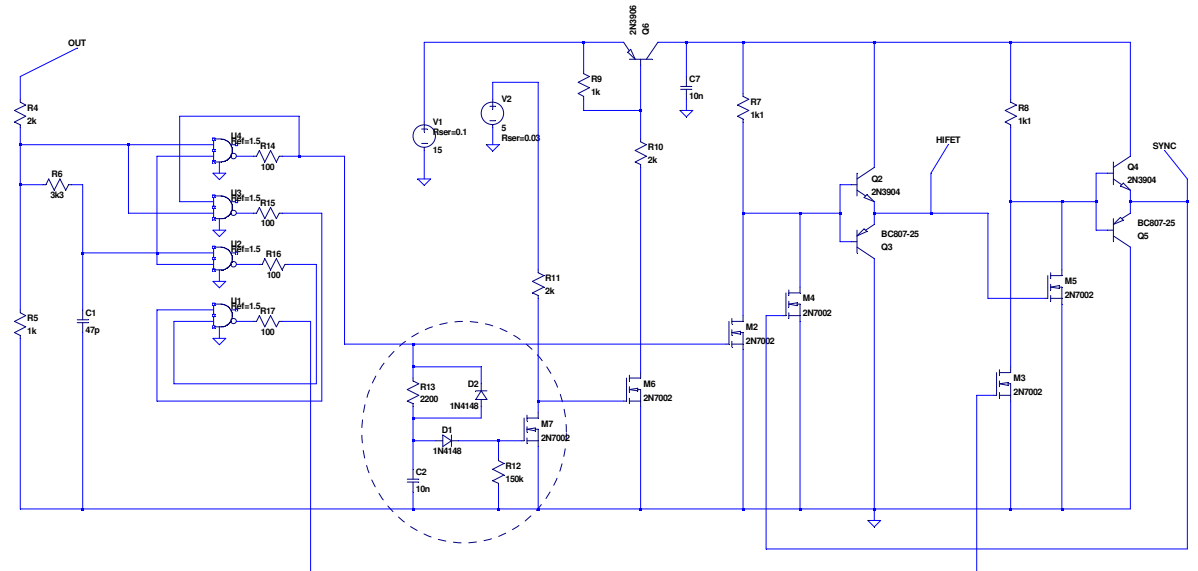 OUT
R4
2k
R6
3k3
R5
1k
C1
47p
U4
Ref=1.5
R14
100
U3
Ref=1.5
R15
100
U2
Ref=1.5
R16
100
U1
Ref=1.5
R17
100
V1
Rser=0.1
15
V2
5
Rser=0.03
R9
1k
2N3906
Q6
C7
10n
R10
2k
R11
2k
R7
1k1
R8
1k1
HIFET
SYNC
Q2
2N3904
BC807-25
Q3
Q4
2N3904
BC807-25
Q5
M4
2N7002
M5
2N7002
M2
2N7002
M3
2N7002
M6
2N7002
M7
2N7002
R13
2200
D2
1N4148
D1
1N4148
R12
150k
C2
10n